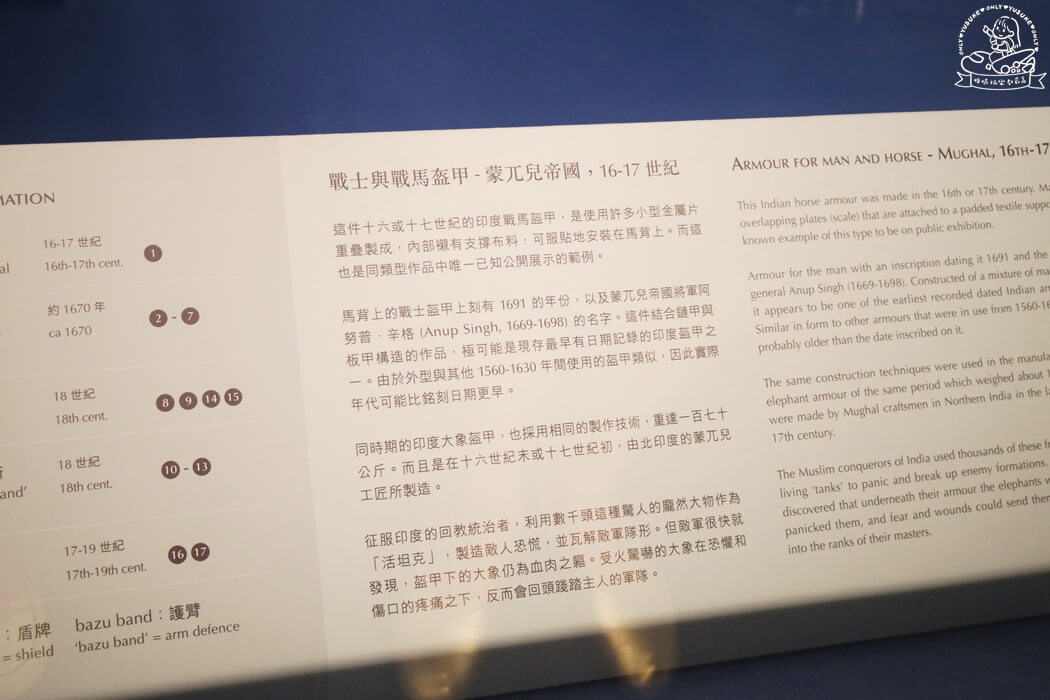 ONLY♥YUSUKE♥ONLY♥YUSUKE♥ONLY
MATION
16-17 世紀
al
16th-17th cent.
1
約 1670 年
ca 1670
2 - 7
18 世紀
18th cent.
8 9 14 15
18 世紀
and'
18th cent.
10 - 13
17-19 世紀
17th-19th cent.
16 17
：盾牌
= shield
bazu band：護臂
'bazu band' = arm defence
戰士與戰馬盔甲 - 蒙兀兒帝國，16-17 世紀
這件十六或十七世紀的印度戰馬盔甲，是使用許多小型金屬片
重疊製成，內部襯有支撐布料，可服貼地安裝在馬背上。而這
也是同類型作品中唯一已知公開展示的範例。
馬背上的戰士盔甲上刻有 1691 的年份，以及蒙兀兒帝國將軍阿
努普．辛格 (Anup Singh, 1669-1698) 的名字。這件結合鏈甲與
板甲構造的作品，極可能是現存最早有日期記錄的印度盔甲之
一。由於外型與其他 1560-1630 年間使用的盔甲類似，因此實際
年代可能比銘刻日期更早。
同時期的印度大象盔甲，也採用相同的製作技術，重達一百七十
公斤。而且是在十六世紀末或十七世紀初，由北印度的蒙兀兒
工匠所製造。
征服印度的回教統治者，利用數千頭這種驚人的龐然大物作為
「活坦克」，製造敵人恐慌，並瓦解敵軍隊形。但敵軍很快就
發現，盔甲下的大象仍為血肉之軀。受火驚嚇的大象在恐懼和
傷口的疼痛之下，反而會回頭踐踏主人的軍隊。
ARMOUR FOR MAN AND HORSE - MUGHAL, 16TH-17
This Indian horse armour was made in the 16th or 17th century. Ma
overlapping plates (scale) that are attached to a padded textile suppo
known example of this type to be on public exhibition.
Armour for the man with an inscription dating it 1691 and the
general Anup Singh (1669-1698). Constructed of a mixture of ma
it appears to be one of the earliest recorded dated Indian arm
Similar in form to other armours that were in use from 1560-16
probably older than the date inscribed on it.
The same construction techniques were used in the manufa
elephant armour of the same period which weighed about 1
were made by Mughal craftsmen in Northern India in the la
17th century.
The Muslim conquerors of India used thousands of these fr
living 'tanks' to panic and break up enemy formations.
discovered that underneath their armour the elephants w
panicked them, and fear and wounds could send them
into the ranks of their masters.